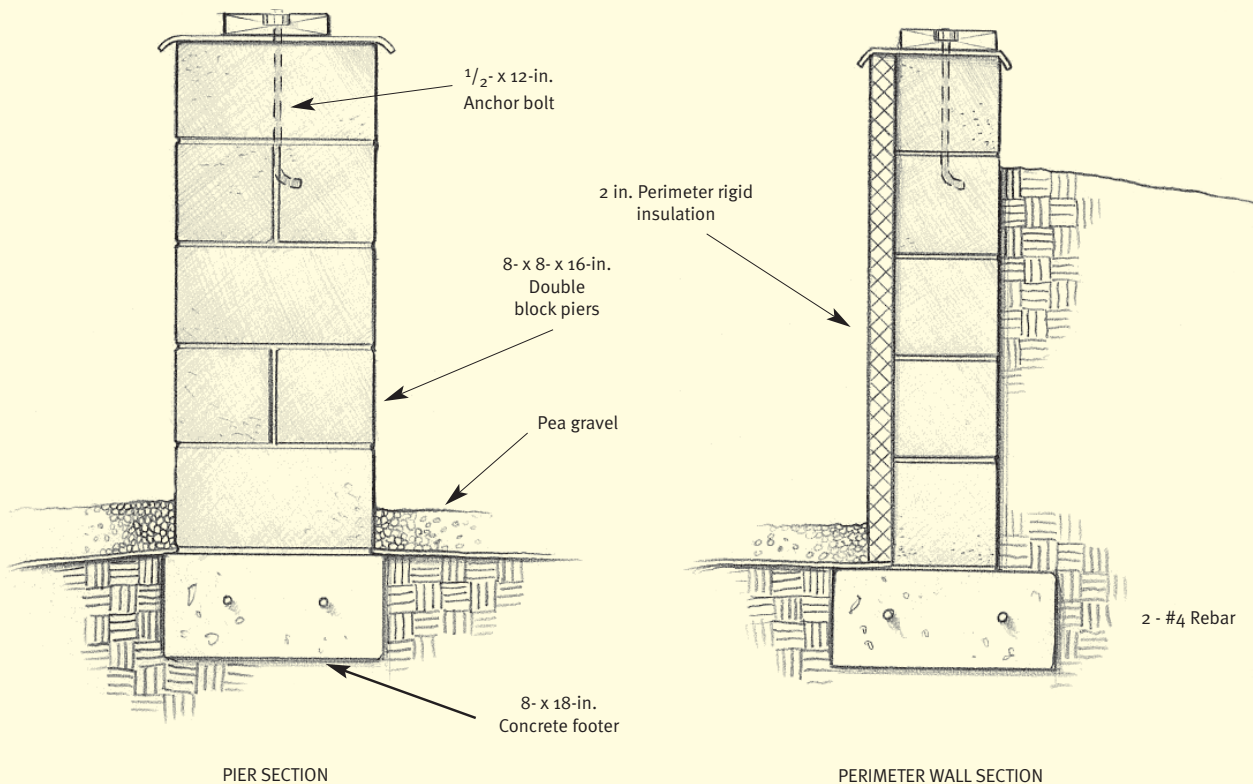 1/2- x 12-in.
Anchor bolt
8- x 8- x 16-in.
Double
block piers
Pea gravel
8- x 18-in.
Concrete footer
PIER SECTION
2 in. Perimeter rigid
insulation
2 - #4 Rebar
PERIMETER WALL SECTION